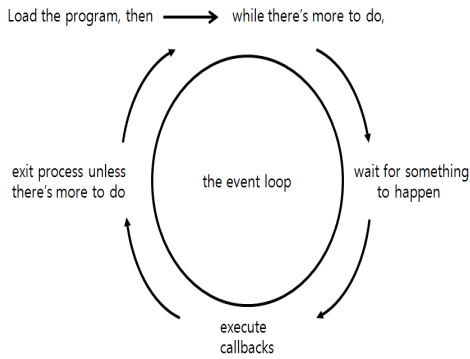 Load the program, then
while there's more to do,
wait for something
to happen
execute
callbacks
exit process unless
there's more to do
the event loop